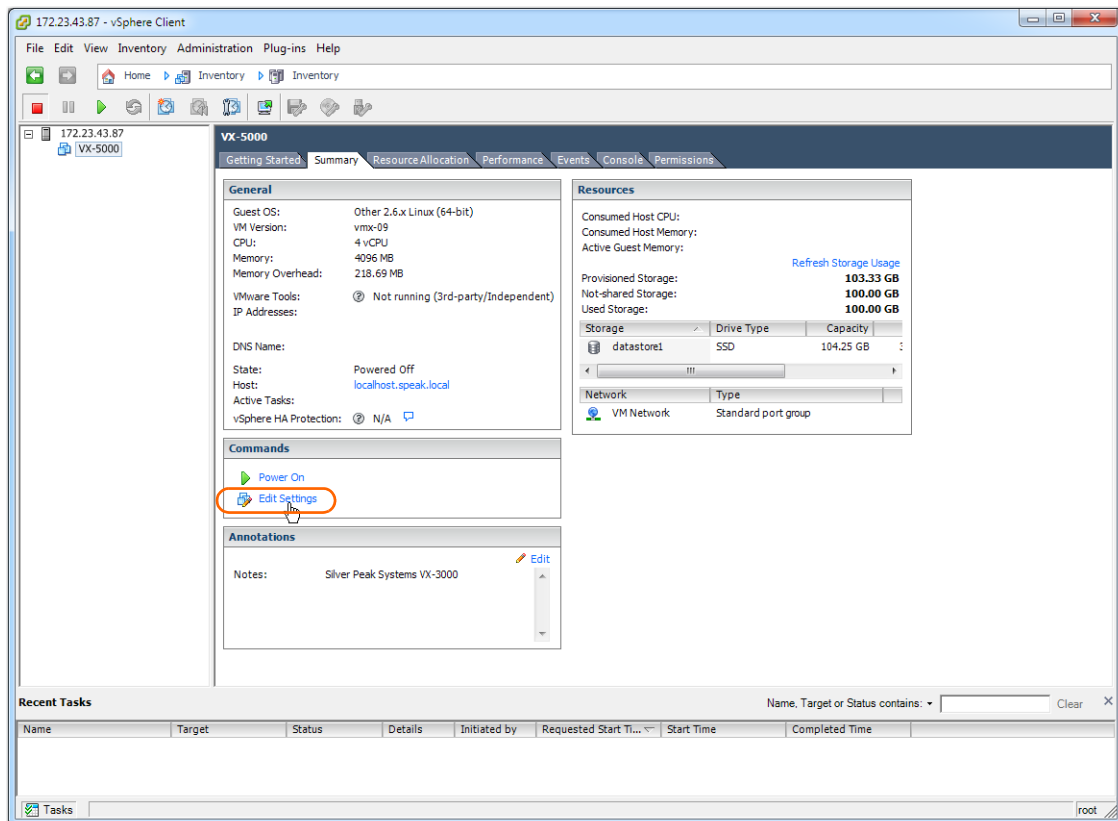 172.23.43.87 - vSphere Client
File Edit View Inventory Administration Plug-ins Help
Home Inventory Inventory
172.23.43.87
VX-5000
VX-5000
Getting Started Summary Resource Allocation Performance Events Console Permissions
General
Guest OS: Other 2.6.x Linux (64-bit)
VM Version: vmx-09
CPU: 4 vCPU
Memory: 4096 MB
Memory Overhead: 218.69 MB
VMware Tools: Not running (3rd-party/Independent)
IP Addresses:
DNS Name:
State: Powered Off
Host: localhost.speak.local
Active Tasks:
vSphere HA Protection: N/A
Commands
Power On
Edit Settings
Annotations
Edit
Notes: Silver Peak Systems VX-3000
Resources
Consumed Host CPU:
Consumed Host Memory:
Active Guest Memory:
Refresh Storage Usage
Provisioned Storage: 103.33 GB
Not-shared Storage: 100.00 GB
Used Storage: 100.00 GB
Storage Drive Type Capacity
datastore1 SSD 104.25 GB
Network Type
VM Network Standard port group
Recent Tasks Name, Target or Status contains: Clear
Name Target Status Details Initiated by Requested Start Ti... Start Time Completed Time
Tasks root